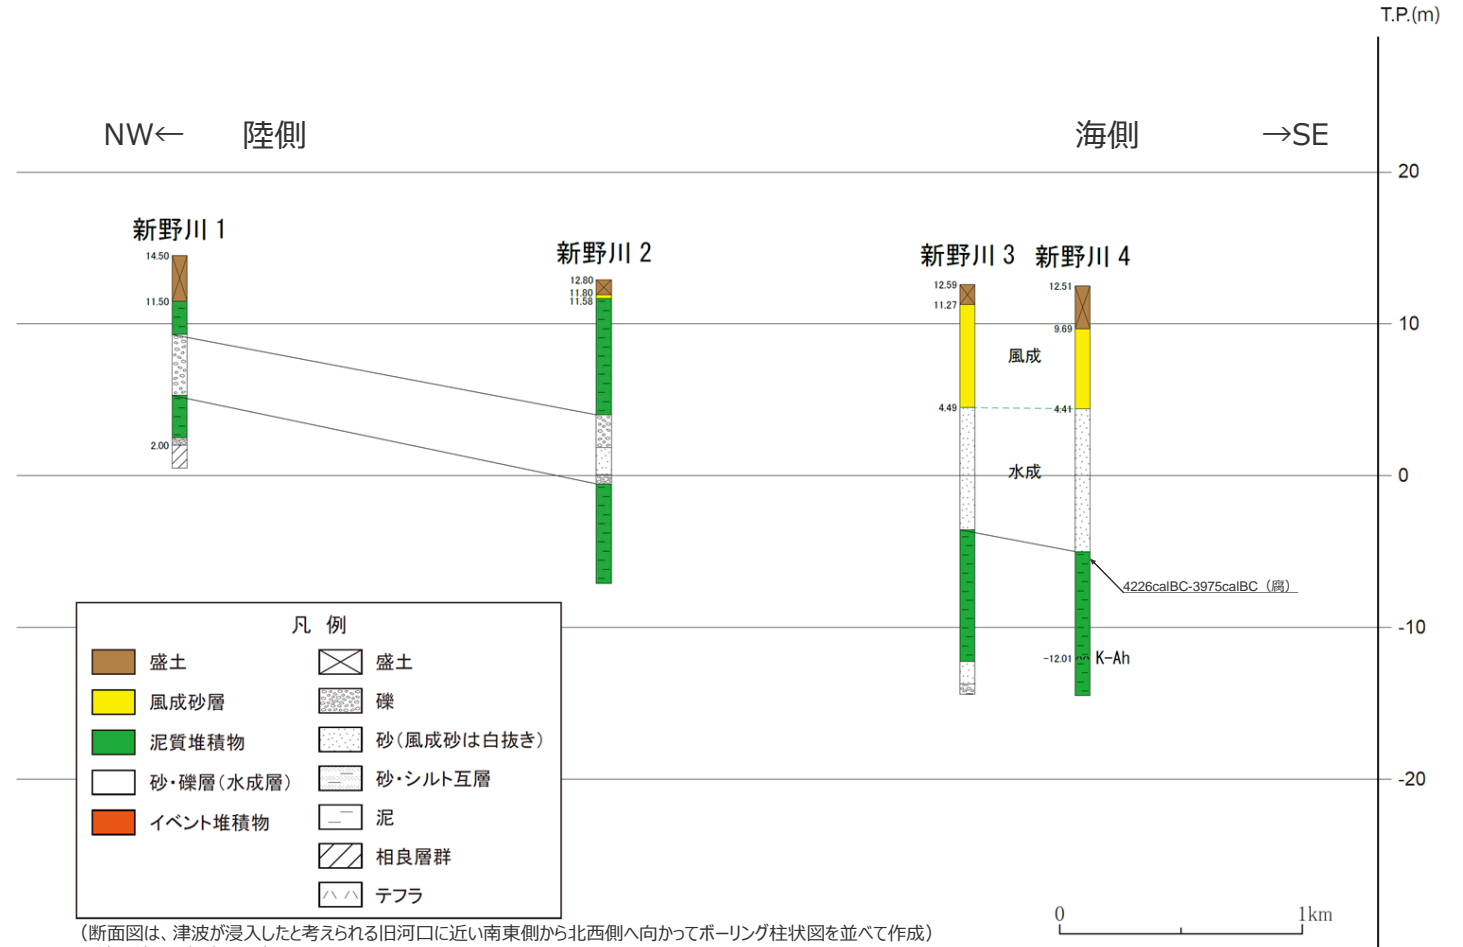 T.P.(m)
NW← 陸側 海側 →SE
20
新野川 1
14.50
11.50
2.00
新野川 2
12.80
11.80
11.58
新野川 3
12.59
11.27
4.49
新野川 4
12.51
9.69
4.41
-12.01
K-Ah
10
風成
0
水成
4226calBC-3975calBC（腐）
-10
-20
凡 例
盛土
風成砂層
泥質堆積物
砂・礫層(水成層)
イベント堆積物
盛土
礫
砂(風成砂は白抜き)
砂・シルト互層
泥
相良層群
テフラ
0 1km
（断面図は、津波が浸入したと考えられる旧河口に近い南東側から北西側へ向かってボーリング柱状図を並べて作成）